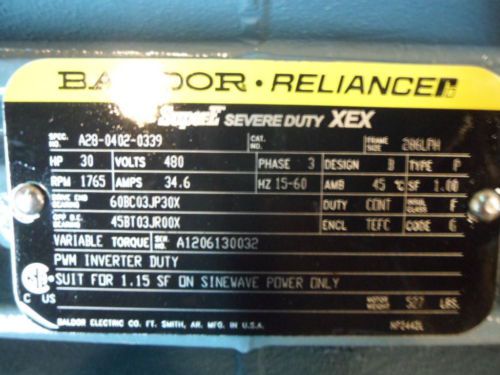 BALDOR · RELIANCE
Super-E SEVERE DUTY XEX
SPEC. NO. A28-0402-0339 CAT. NO. FRAME SIZE 286LPH
HP 30 VOLTS 480 PHASE 3 DESIGN B TYPE P
RPM 1765 AMPS 34.6 HZ 15-60 AMB 45 °C SF 1.00
DRIVE END BEARING 60BC03JP30X DUTY CONT INSUL CLASS F
OPP D.E. BEARING 45BT03JR00X ENCL TEFC CODE G
VARIABLE TORQUE SER. NO. A1206130032
PWM INVERTER DUTY
SUIT FOR 1.15 SF ON SINEWAVE POWER ONLY
C US MOTOR WEIGHT 527 LBS.
BALDOR ELECTRIC CO. FT. SMITH, AR. MFG. IN U.S.A. NP2442L